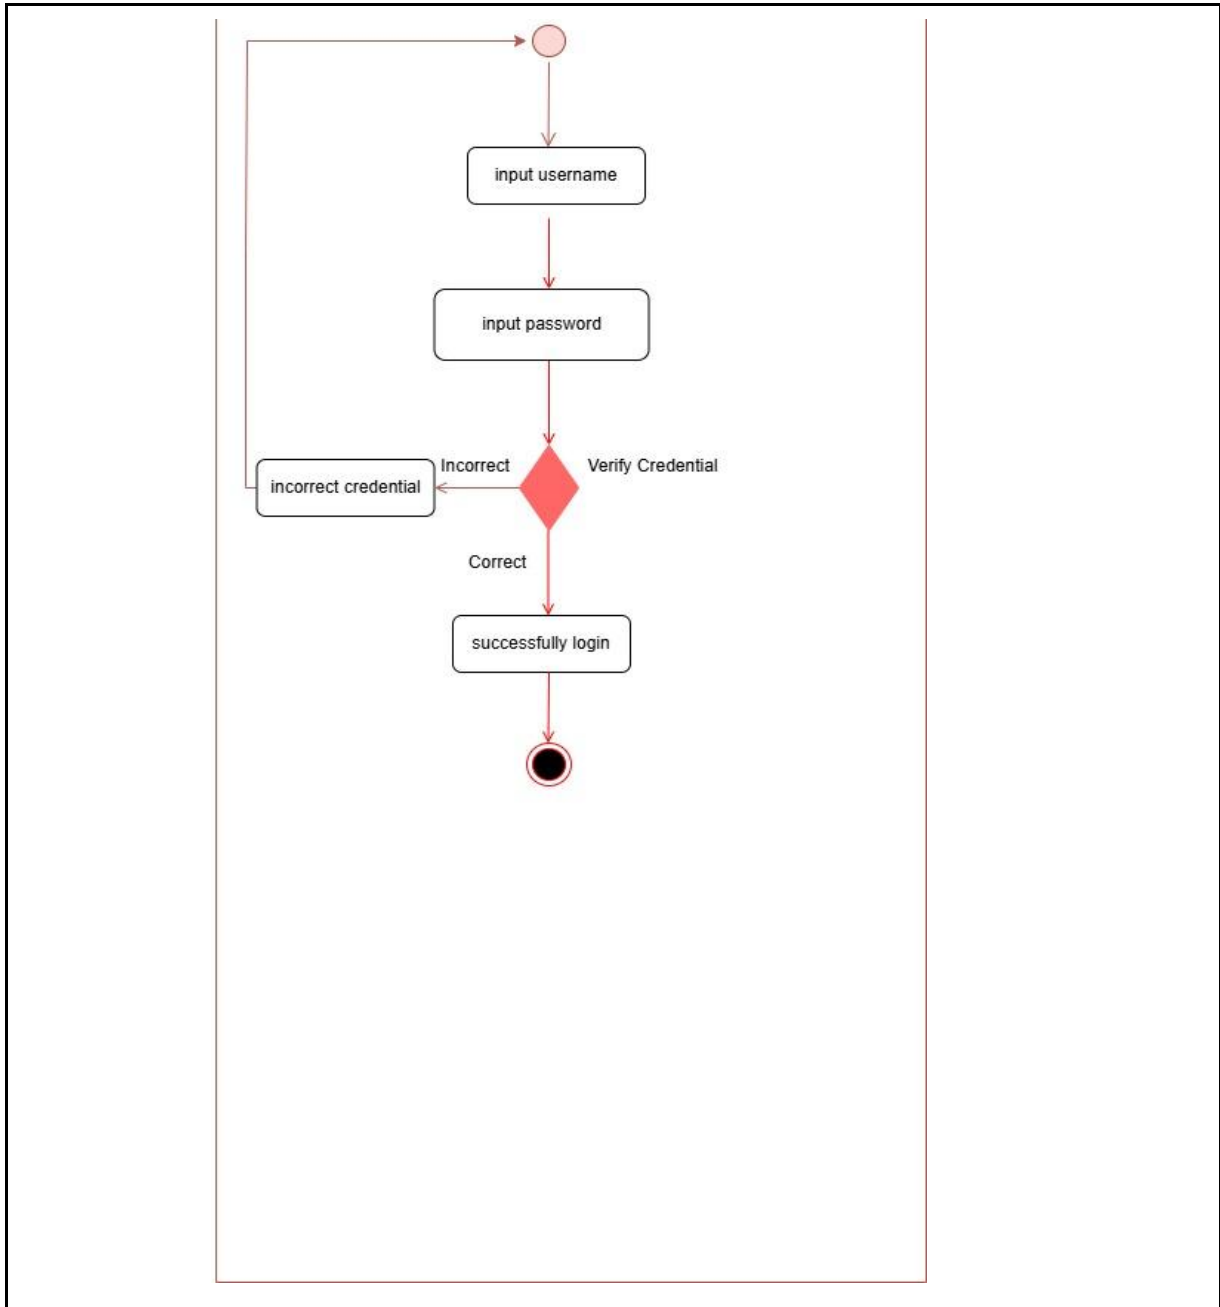 input username
input password
Incorrect
Verify Credential
incorrect credential
Correct
successfully login